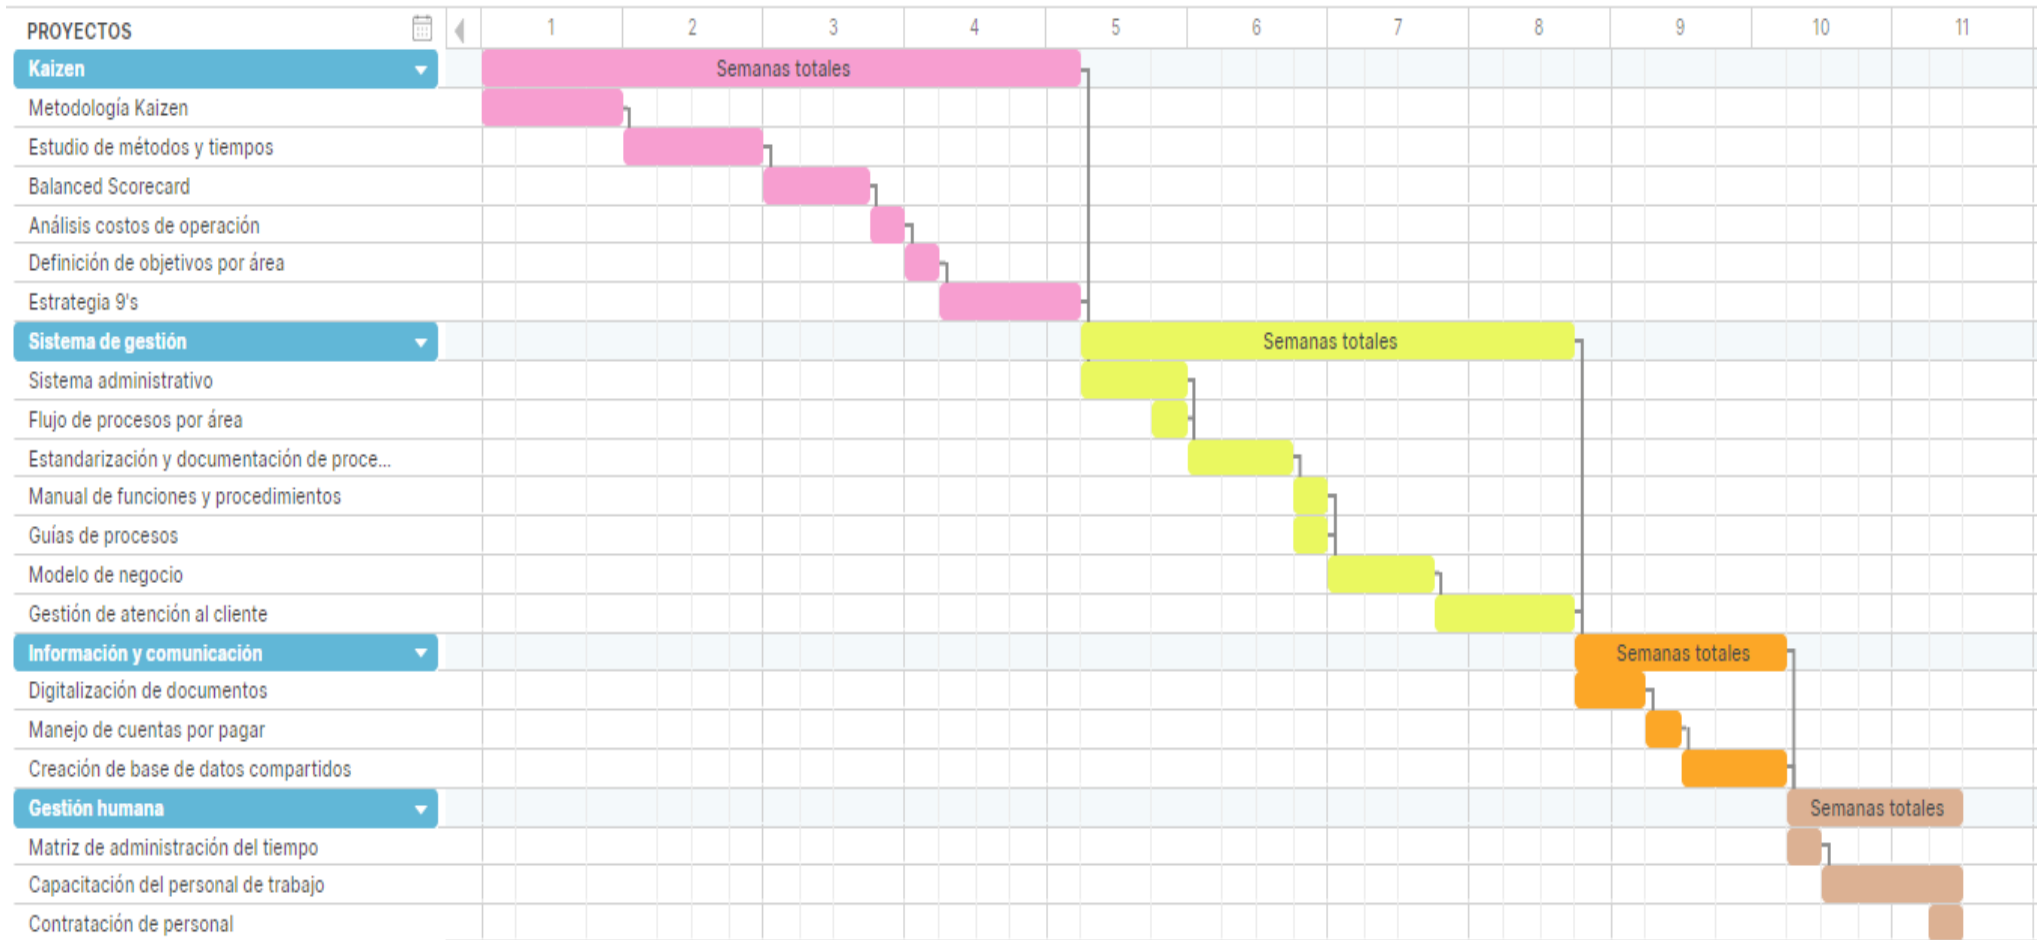 PROYECTOS 1 2 3 4 5 6 7 8 9 10 11
Kaizen Semanas totales
Metodología Kaizen
Estudio de métodos y tiempos
Balanced Scorecard
Análisis costos de operación
Definición de objetivos por área
Estrategia 9's
Sistema de gestión Semanas totales
Sistema administrativo
Flujo de procesos por área
Estandarización y documentación de proce...
Manual de funciones y procedimientos
Guías de procesos
Modelo de negocio
Gestión de atención al cliente
Información y comunicación Semanas totales
Digitalización de documentos
Manejo de cuentas por pagar
Creación de base de datos compartidos
Gestión humana Semanas totales
Matriz de administración del tiempo
Capacitación del personal de trabajo
Contratación de personal